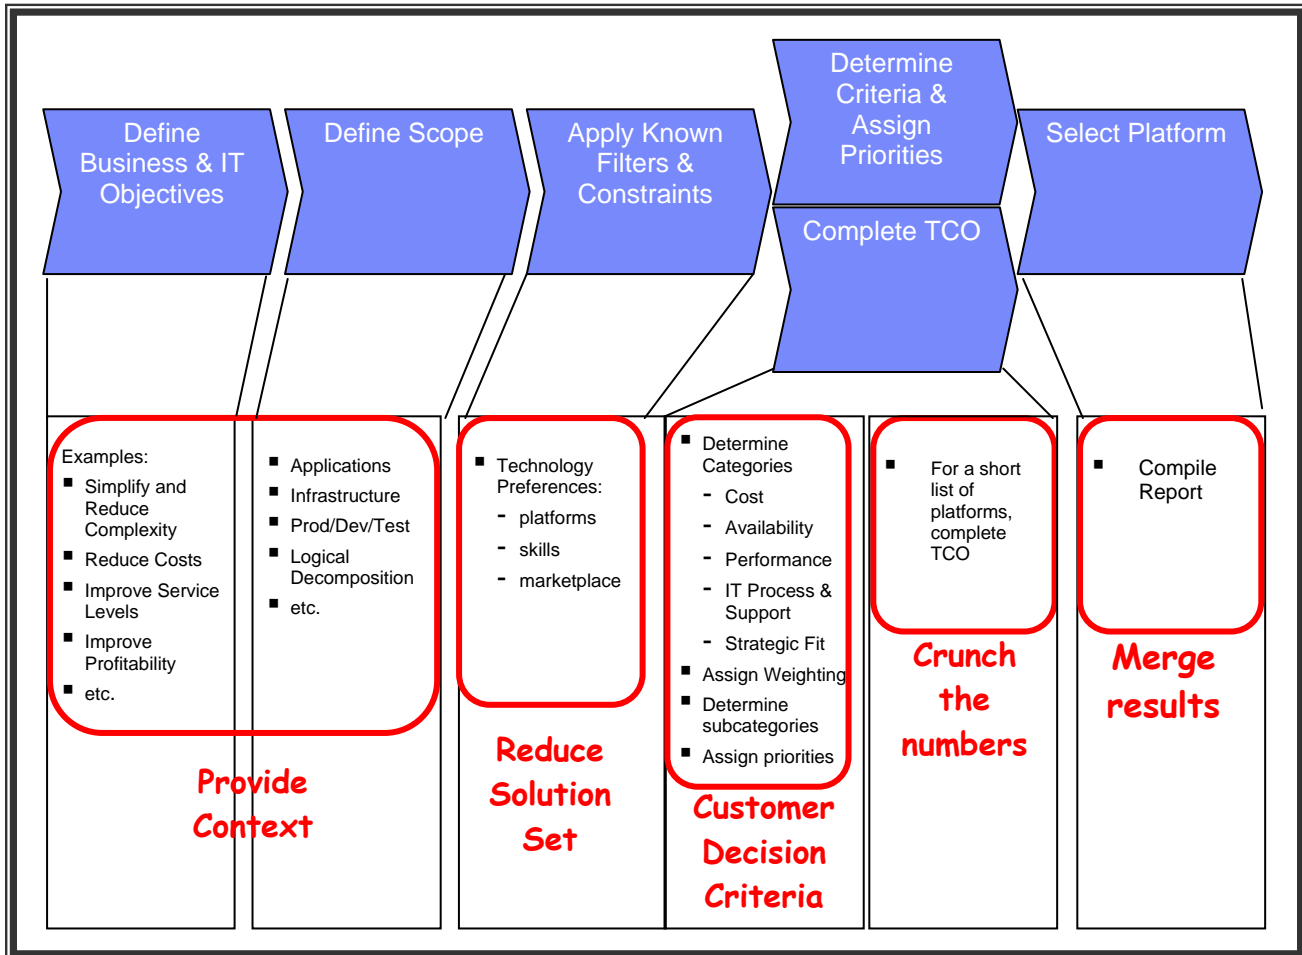 Define
Business & IT
Objectives
Define Scope
Apply Known
Filters &
Constraints
Determine
Criteria &
Assign
Priorities
Complete TCO
Select Platform
Examples:
▪ Simplify and
Reduce
Complexity
▪ Reduce Costs
▪ Improve Service
Levels
▪ Improve
Profitability
▪ etc.
▪ Applications
▪ Infrastructure
▪ Prod/Dev/Test
▪ Logical
Decomposition
▪ etc.
Provide
Context
▪ Technology
Preferences:
- platforms
- skills
- marketplace
Reduce
Solution
Set
▪ Determine
Categories
- Cost
- Availability
- Performance
- IT Process &
Support
- Strategic Fit
▪ Assign Weighting
▪ Determine
subcategories
▪ Assign priorities
Customer
Decision
Criteria
▪ For a short
list of
platforms,
complete
TCO
Crunch
the
numbers
▪ Compile
Report
Merge
results